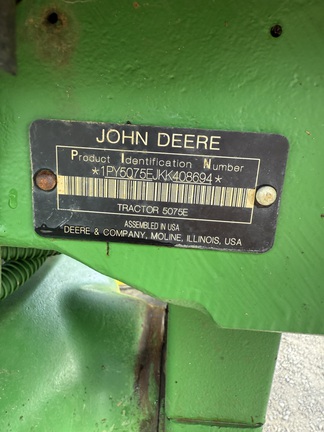 JOHN DEERE
Product Identification Number
*1PY5075EJKK408694*
TRACTOR 5075E
ASSEMBLED IN USA
DEERE & COMPANY, MOLINE, ILLINOIS, USA